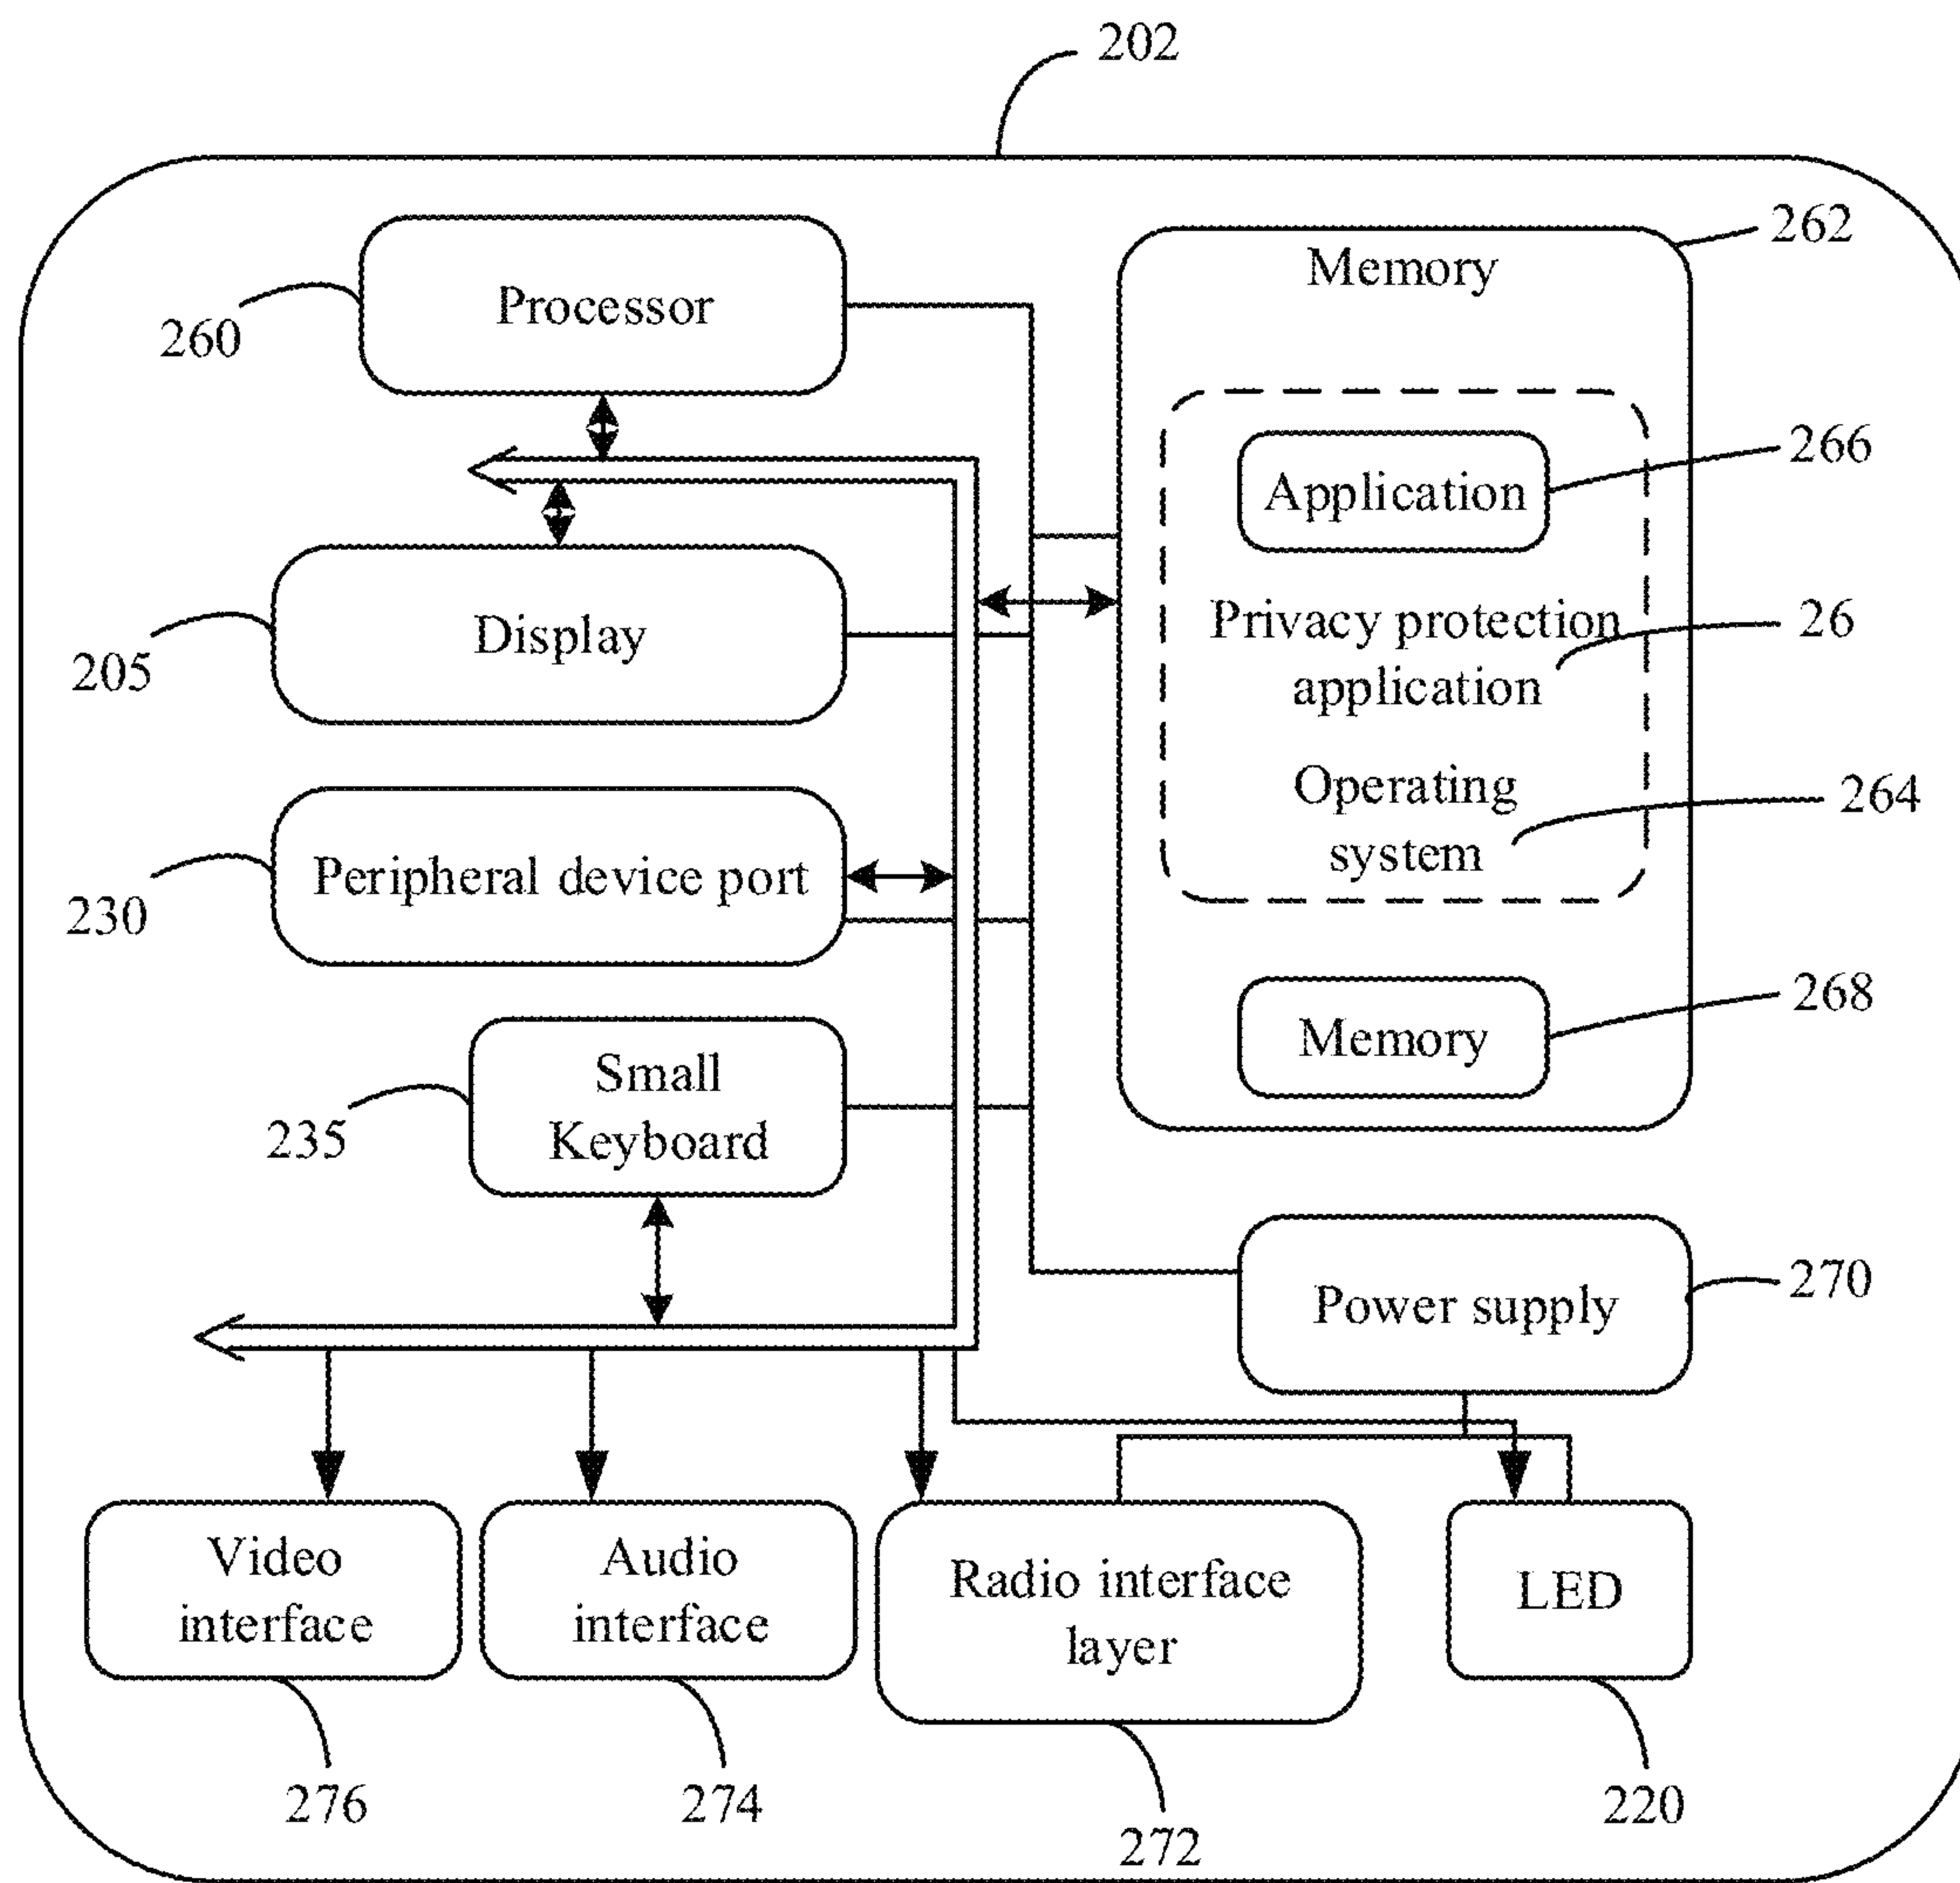 202
262
Memory
Processor
260
266
Application
Privacy protection
application
26
Display
205
Operating
system
264
Peripheral device port
230
268
Memory
Small
Keyboard
235
270
Power supply
Video
interface
Audio
interface
Radio interface
layer
LED
276
274
272
220